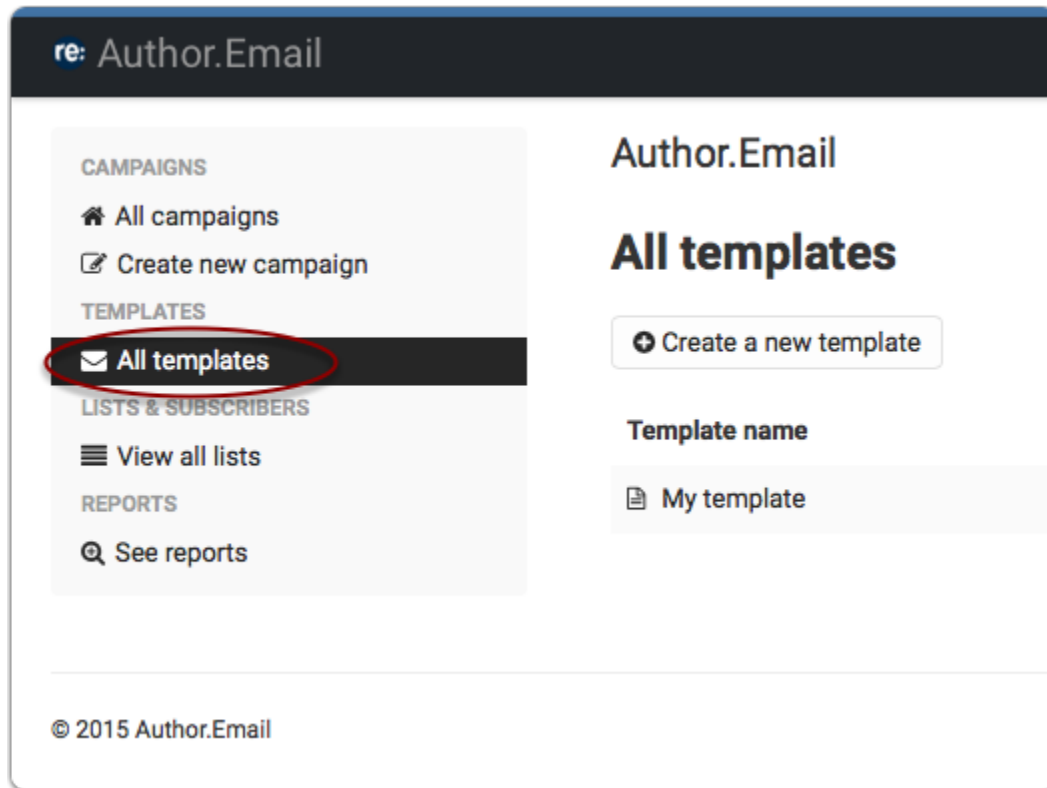 re: Author.Email
CAMPAIGNS
All campaigns
Create new campaign
TEMPLATES
All templates
LISTS & SUBSCRIBERS
View all lists
REPORTS
See reports
Author.Email
All templates
Create a new template
Template name
My template
© 2015 Author.Email